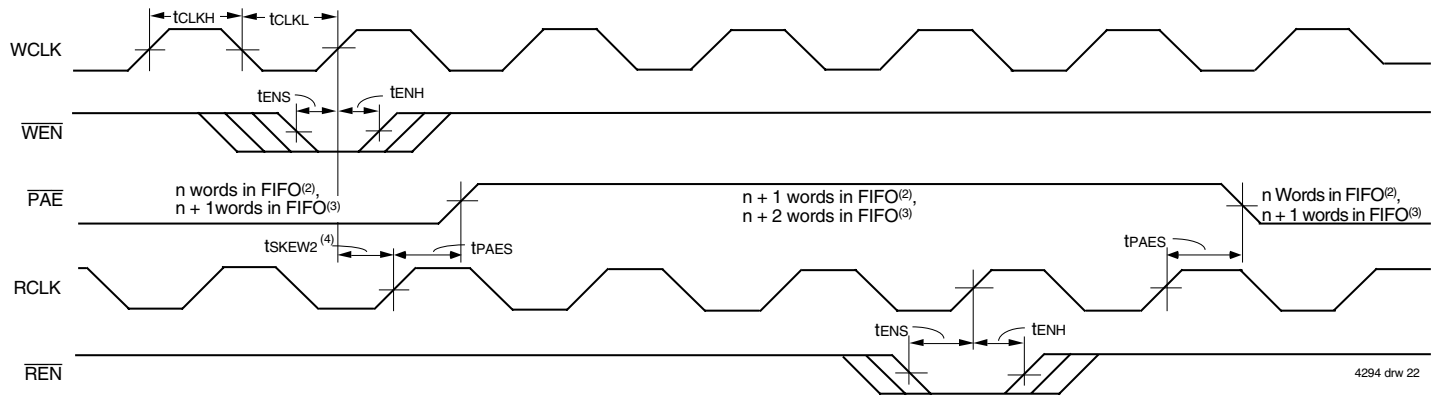 tCLKH
tCLKL
WCLK
tENS
tENH
WEN
PAE
n words in FIFO(2),
n + 1words in FIFO(3)
n + 1 words in FIFO(2),
n + 2 words in FIFO(3)
n Words in FIFO(2),
n + 1 words in FIFO(3)
tSKEW2 (4)
tPAES
tPAES
RCLK
tENS
tENH
REN
4294 drw 22